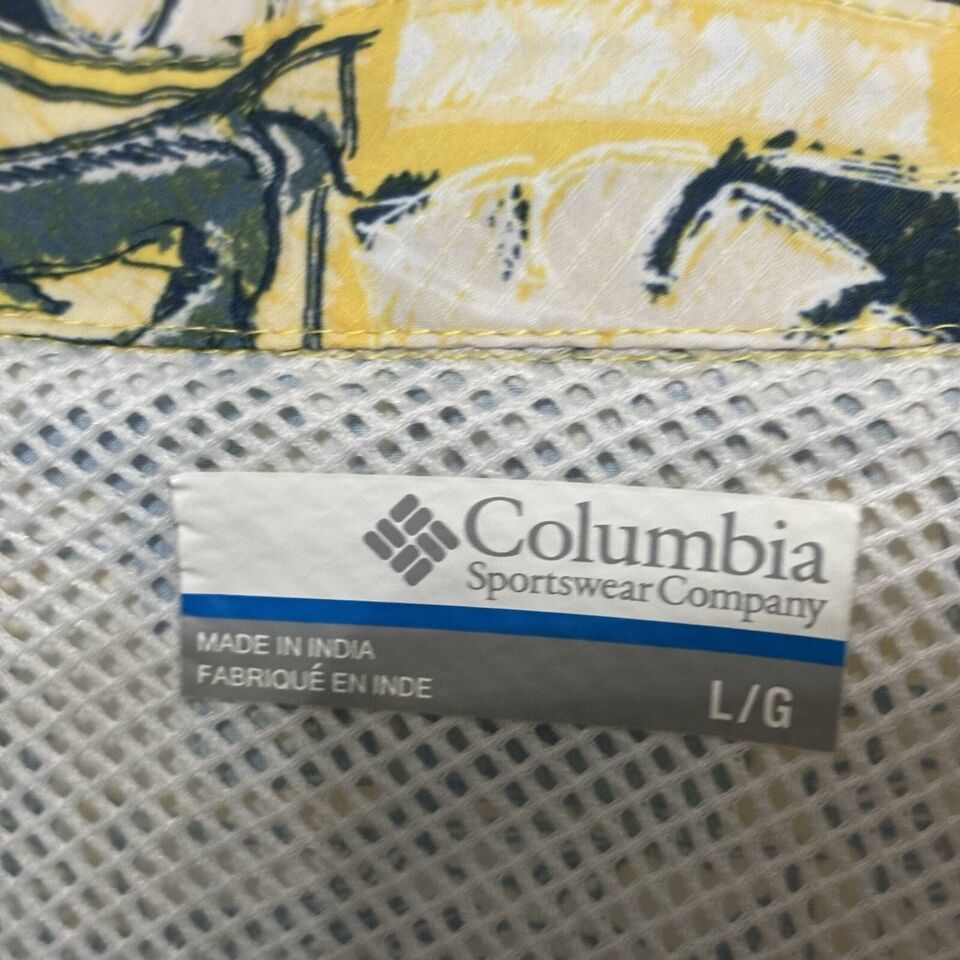 Columbia
Sportswear Company
MADE IN INDIA
FABRIQUÉ EN INDE
L/G